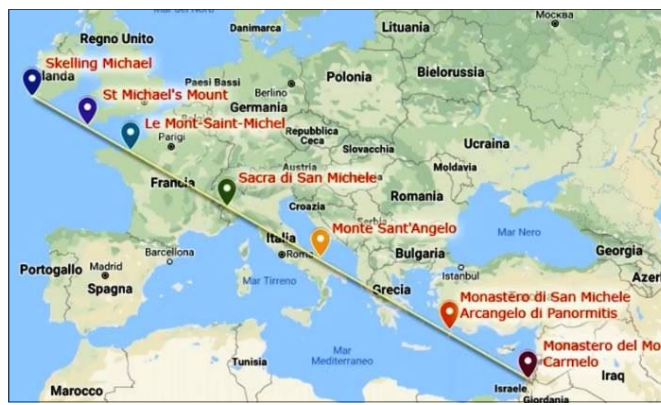 Москва
Danimarca
Lituania
Regno Unito
Skelling Michael
landa
St Michael's Mount
Paesi Bassi
Berlino
Polonia
Bielorussia
Germania
Le Mont-Saint-Michel
Parigi
Repubblica
Ceca
Slovacchia
Ucraina
Moldavia
Francia
Sacra di San Michele
Austria
Romania
Croazia
Serbia
Italia
Roma
Monte Sant'Angelo
Bulgaria
Mar Nero
Georgia
Azer
Barcellona
Portogallo
Madrid
Spagna
Mar Tirreno
Grecia
Istanbul
Monastero di San Michele
Arcangelo di Panormitis
Tunisia
Mar
Mediterraneo
Monastero del Mo
Carmelo
Iraq
Israele
Giordania
Marocco